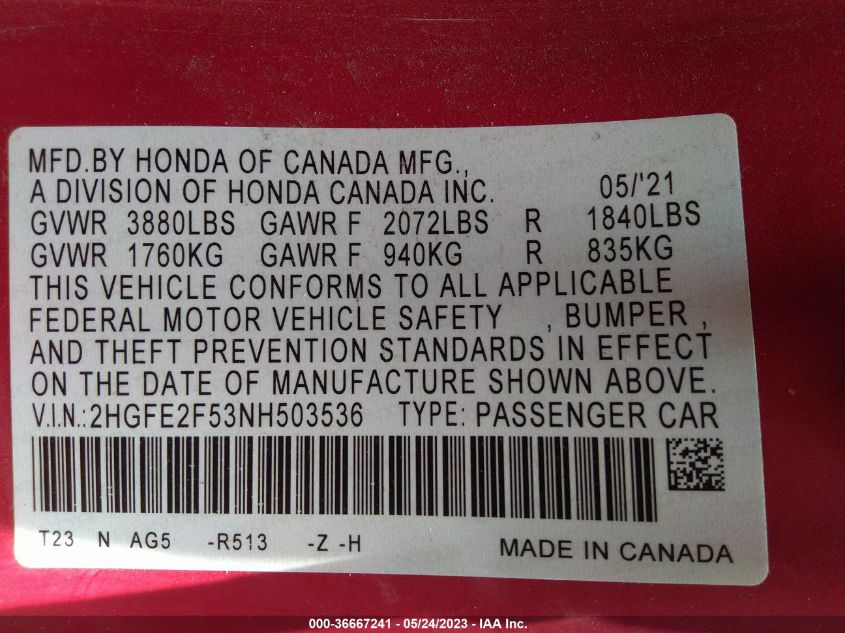 MFD.BY HONDA OF CANADA MFG.,
A DIVISION OF HONDA CANADA INC. 05/'21
GVWR 3880LBS GAWR F 2072LBS R 1840LBS
GVWR 1760KG GAWR F 940KG R 835KG
THIS VEHICLE CONFORMS TO ALL APPLICABLE
FEDERAL MOTOR VEHICLE SAFETY , BUMPER ,
AND THEFT PREVENTION STANDARDS IN EFFECT
ON THE DATE OF MANUFACTURE SHOWN ABOVE.
V.I.N.:2HGFE2F53NH503536 TYPE: PASSENGER CAR
T23 N AG5 -R513 -Z -H MADE IN CANADA
000-36667241 - 05/24/2023 - IAA Inc.